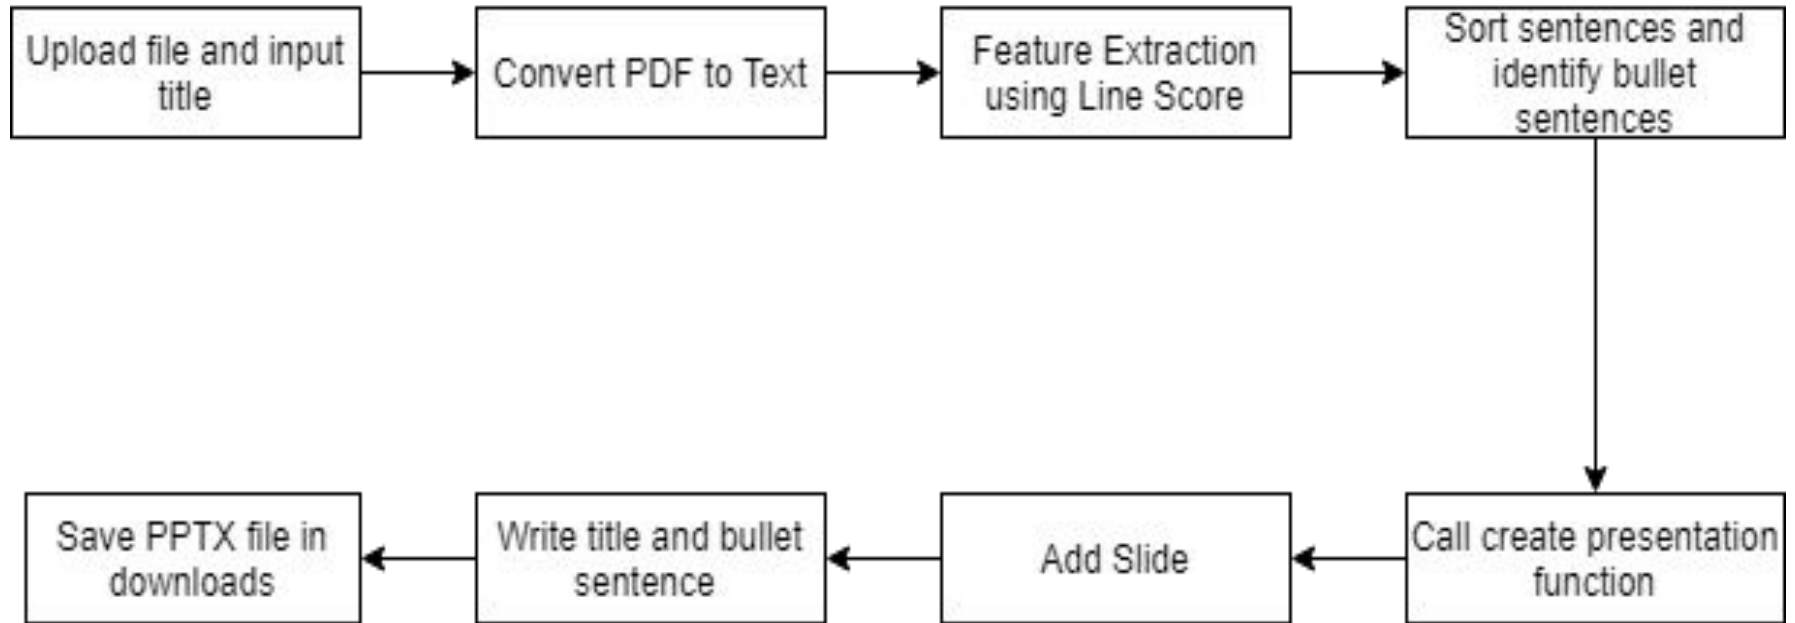 Upload file and input
title
Convert PDF to Text
Feature Extraction
using Line Score
Sort sentences and
identify bullet
sentences
Call create presentation
function
Add Slide
Write title and bullet
sentence
Save PPTX file in
downloads